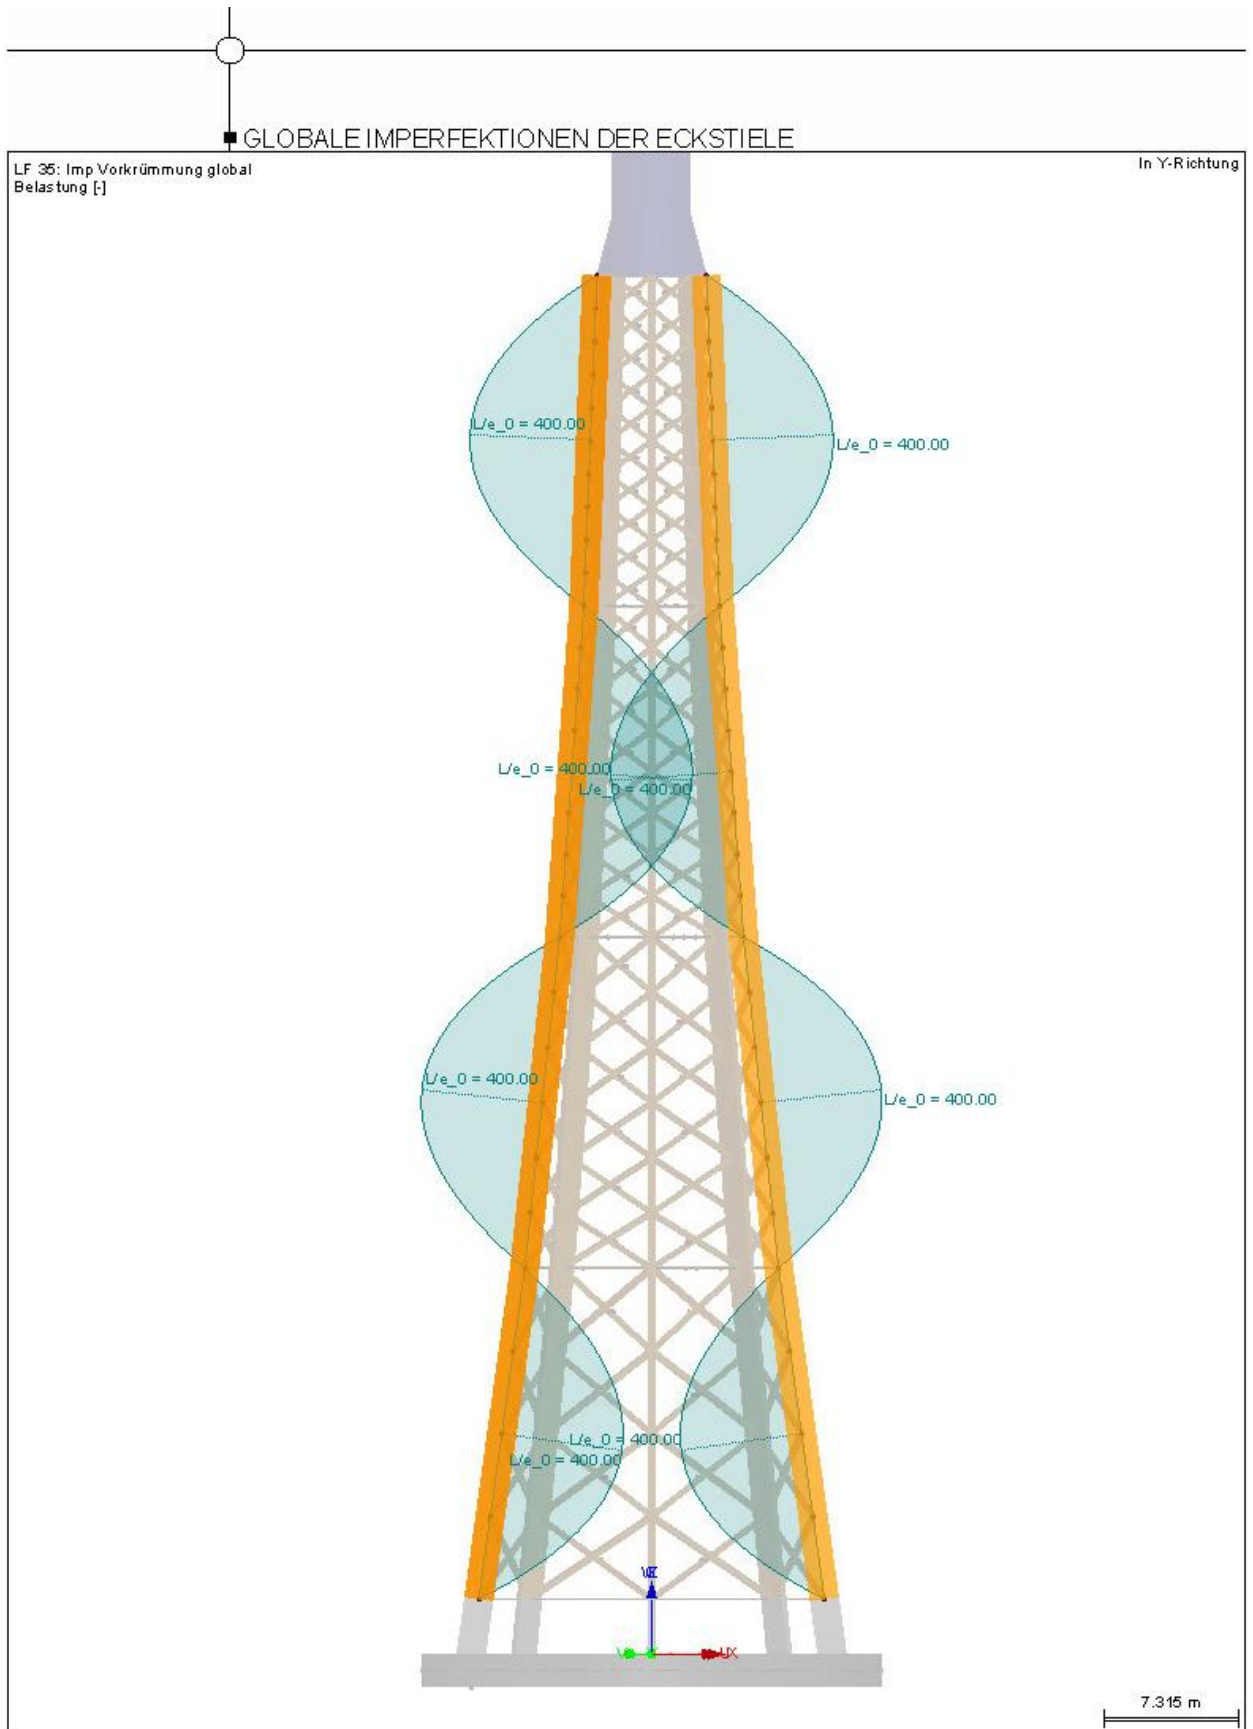 GLOBALE IMPERFEKTIONEN DER ECKSTIELE
LF 35: Imp Vorkrümmung global
In Y-Richtung
Belastung [-]
L/e_0 = 400.00
L/e_0 = 400.00
L/e_0 = 400.00
L/e_0 = 400.00
L/e_0 = 400.00
L/e_0 = 400.00
L/e_0 = 400.00
L/e_0 = 400.00
7.315 m